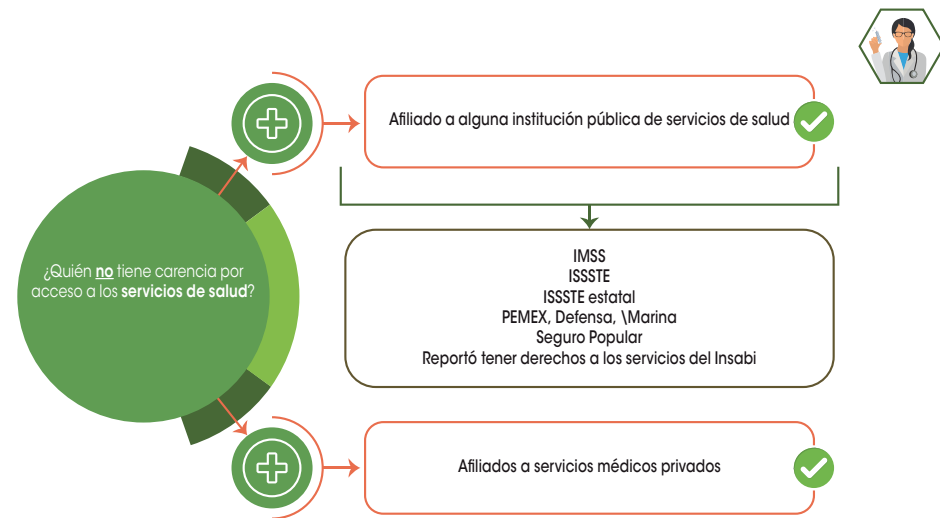 ¿Quién no tiene carencia por
acceso a los servicios de salud?
Afiliado a alguna institución pública de servicios de salud
IMSS
ISSSTE
ISSSTE estatal
PEMEX, Defensa, \Marina
Seguro Popular
Reportó tener derechos a los servicios del Insabi
Afiliados a servicios médicos privados